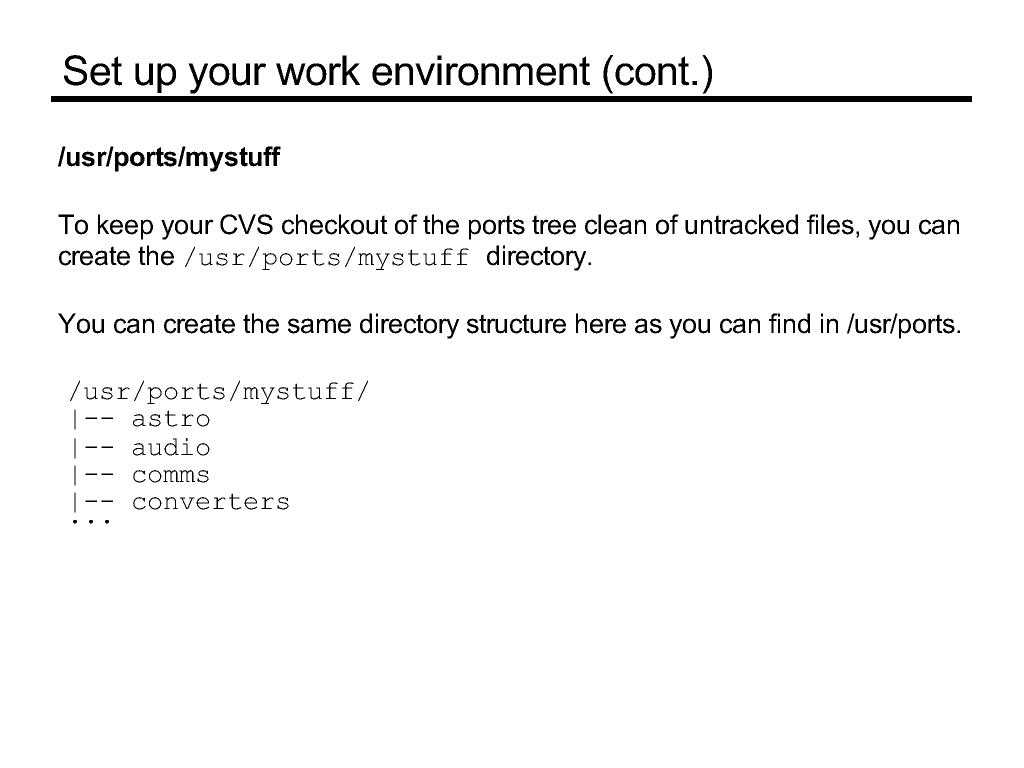 Set up your work environment (cont.)
/usr/ports/mystuff
To keep your CVS checkout of the ports tree clean of untracked files, you can
create the /usr/ports/mystuff directory.
You can create the same directory structure here as you can find in /usr/ports.
/usr/ports/mystuff/
|-- astro
|-- audio
|-- comms
|-- converters
...